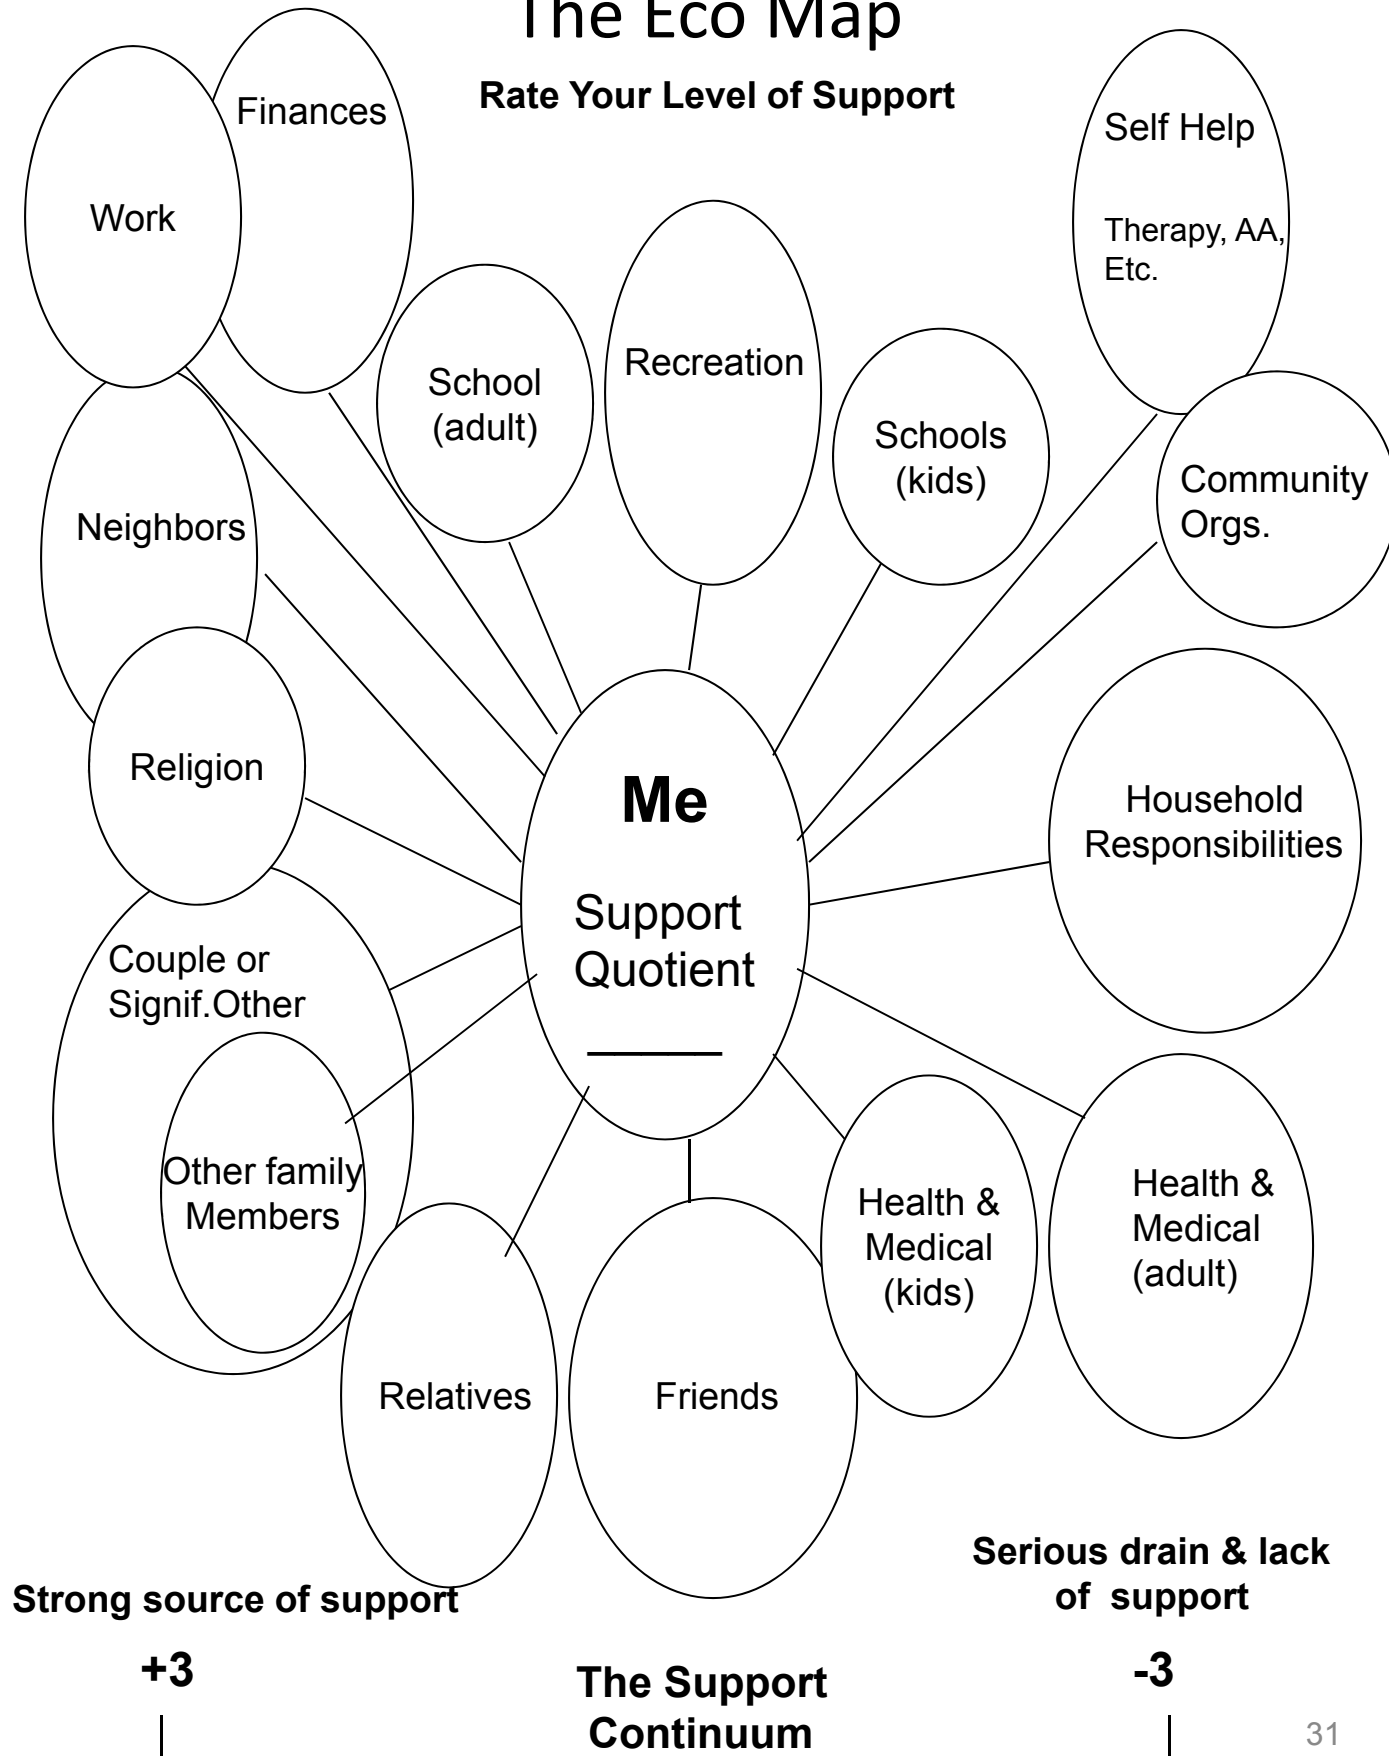 The Eco Map
Rate Your Level of Support
Finances
Work
Self Help
Therapy, AA,
Etc.
School
(adult)
Recreation
Schools
(kids)
Community
Orgs.
Neighbors
Religion
Me
Support
Quotient
Household
Responsibilities
Couple or
Signif.Other
Other family
Members
Health &
Medical
(kids)
Health &
Medical
(adult)
Relatives
Friends
Strong source of support
Serious drain & lack
of  support
+3
The Support
Continuum
-3
31